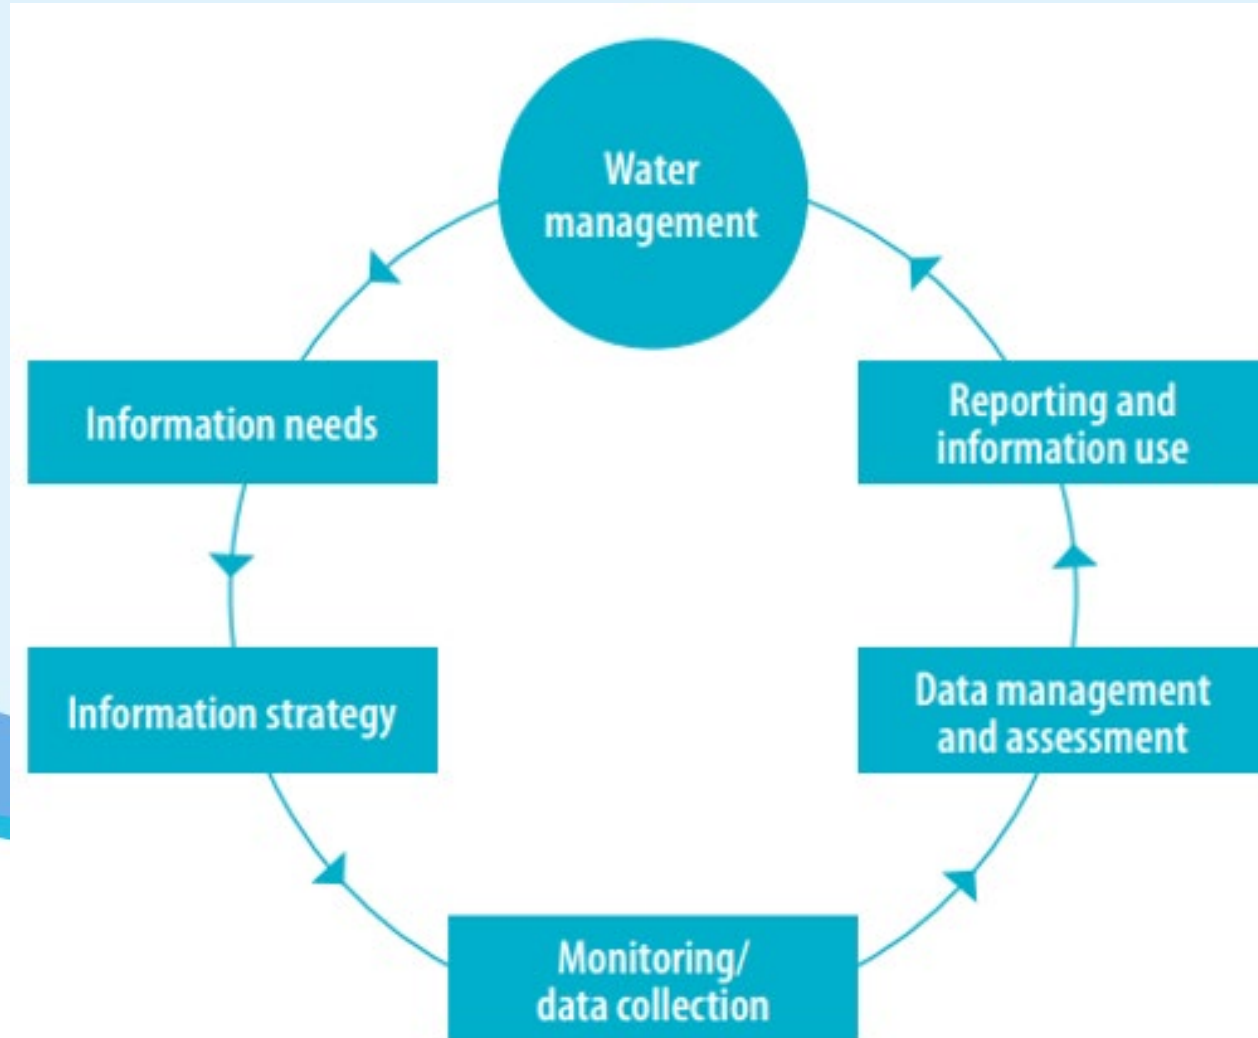 Water
management
Information needs
Reporting and
information use
Information strategy
Data management
and assessment
Monitoring/
data collection